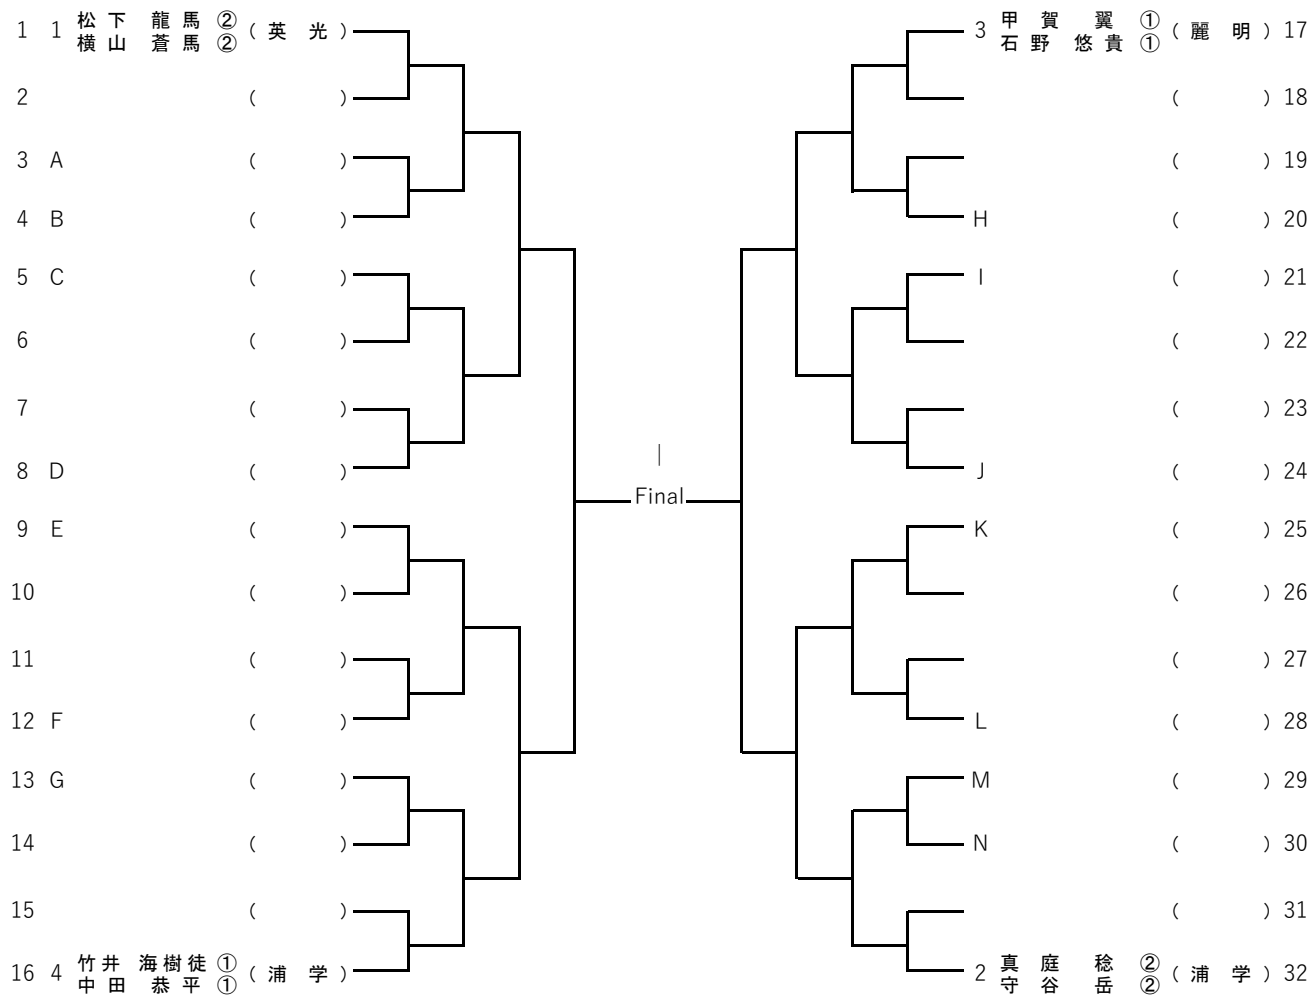 1 1 松下 龍馬 ② ( 英 光 )
横山 蒼馬 ②
2 ( )
3 A ( )
4 B ( )
5 C ( )
6 ( )
7 ( )
8 D ( )
9 E ( )
10 ( )
11 ( )
12 F ( )
13 G ( )
14 ( )
15 ( )
16 4 竹井 海樹徒 ① ( 浦 学 )
中田 恭平 ①
|
Final
3 甲賀 翼 ① ( 麗 明 ) 17
石野 悠貴 ①
( ) 18
( ) 19
H ( ) 20
I ( ) 21
( ) 22
( ) 23
J ( ) 24
K ( ) 25
( ) 26
( ) 27
L ( ) 28
M ( ) 29
N ( ) 30
( ) 31
2 真庭 稔 ② ( 浦 学 ) 32
守谷 岳 ②